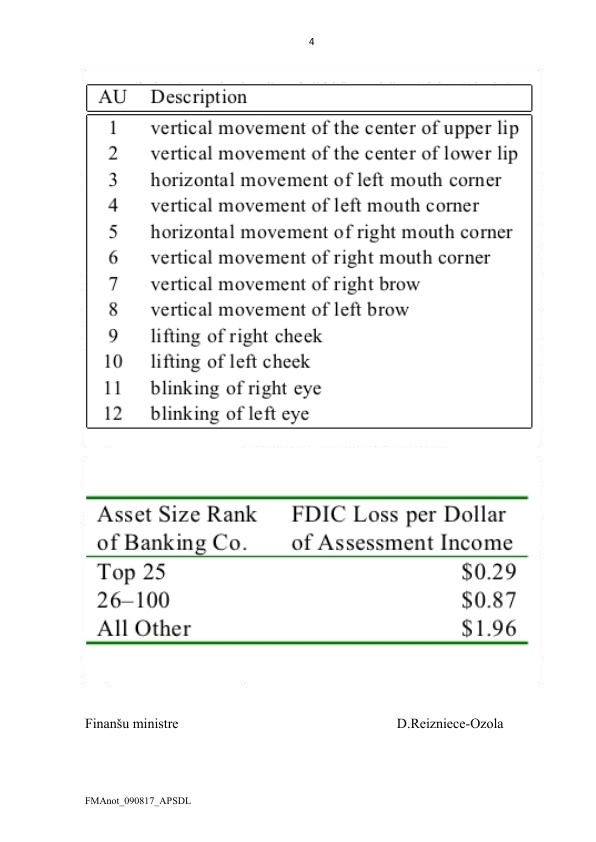 4
AU Description
1 vertical movement of the center of upper lip
2 vertical movement of the center of lower lip
3 horizontal movement of left mouth corner
4 vertical movement of left mouth corner
5 horizontal movement of right mouth corner
6 vertical movement of right mouth corner
7 vertical movement of right brow
8 vertical movement of left brow
9 lifting of right cheek
10 lifting of left cheek
11 blinking of right eye
12 blinking of left eye
Asset Size Rank FDIC Loss per Dollar
of Banking Co. of Assessment Income
Top 25 $0.29
26–100 $0.87
All Other $1.96
Finanšu ministre D.Reizniece-Ozola
FMAnot_090817_APSDL